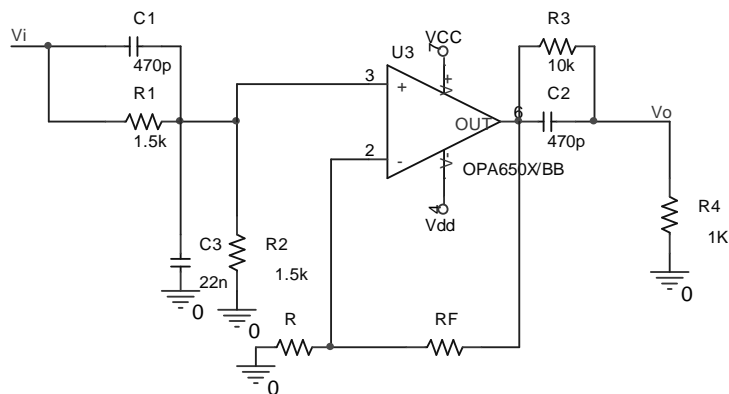 Vi
C1
470p
R1
1.5k
C3
22n
0
R2
1.5k
0
U3
VCC
7
3
+
V+
2
-
V-
OUT
6
OPA650X/BB
4
Vdd
R3
10k
C2
470p
Vo
R4
1K
0
R
RF
0